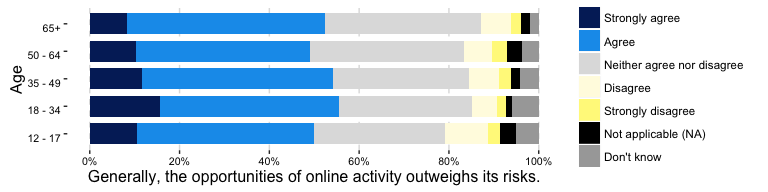 65+
50 - 64
35 - 49
18 - 34
12 - 17
Age
0% 20% 40% 60% 80% 100%
Generally, the opportunities of online activity outweighs its risks.
Strongly agree
Agree
Neither agree nor disagree
Disagree
Strongly disagree
Not applicable (NA)
Don't know